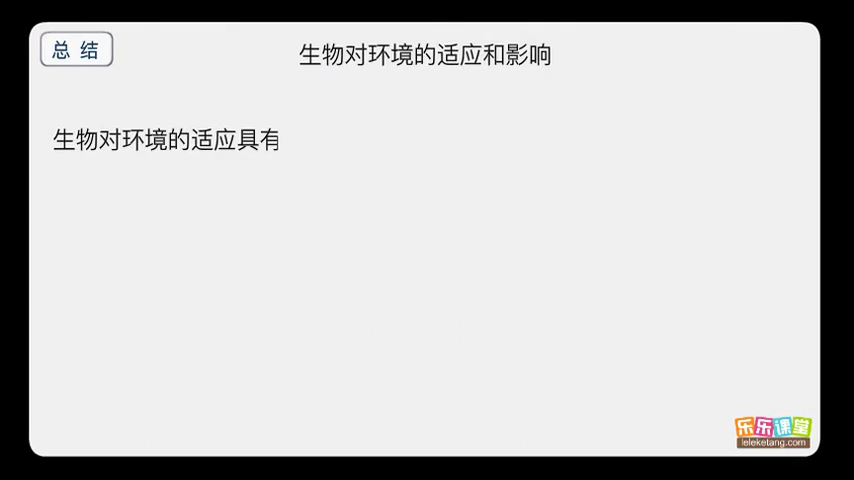 总 结
生物对环境的适应和影响
生物对环境的适应具有
乐乐课堂
leleketang.com